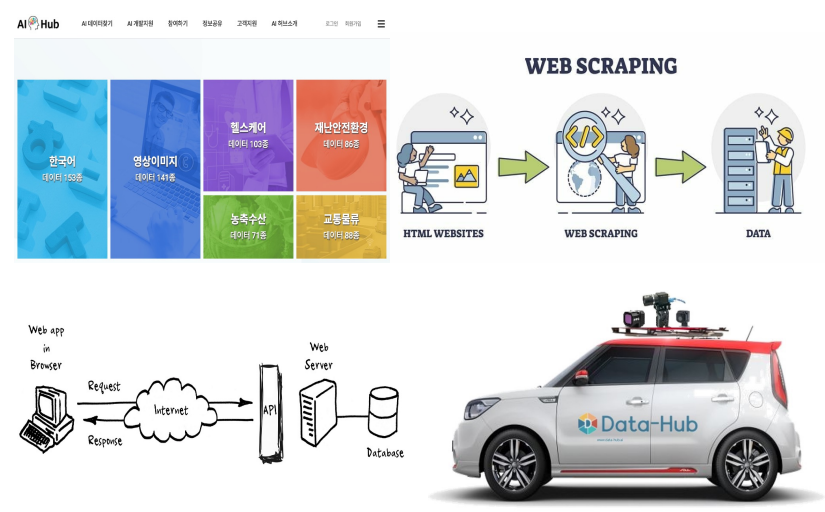 AI Hub
AI 데이터찾기 AI 개발지원 참여하기 정보공유 고객지원 AI 허브소개 로그인 회원가입
한국어
데이터 153종
영상이미지
데이터 141종
헬스케어
데이터 103종
재난안전환경
데이터 86종
농축수산
데이터 71종
교통물류
데이터 88종
WEB SCRAPING
HTML WEBSITES
WEB SCRAPING
DATA
Web app
in
Browser
Request
Internet
Response
API
Web
Server
Database
Data-Hub